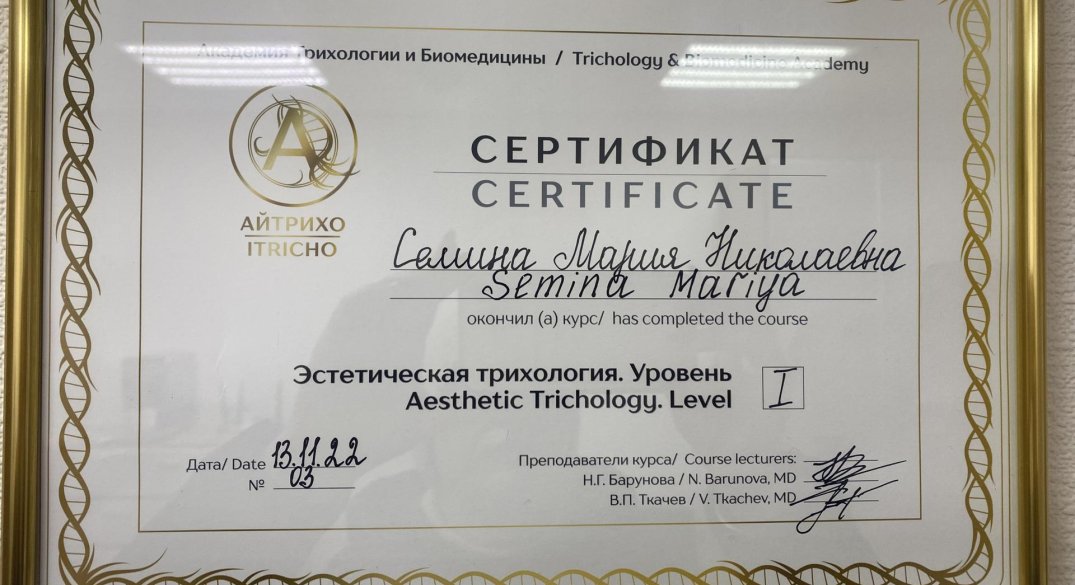 Академия Трихологии и Биомедицины / Trichology & Biomedicine Academy
А
АЙТРИХО
ITRICHO
СЕРТИФИКАТ
CERTIFICATE
Семина Мария Николаевна
Semina Mariya
окончил (а) курс/ has completed the course
Эстетическая трихология. Уровень
Aesthetic Trichology. Level I
Дата/ Date 13.11.22
№ 03
Преподаватели курса/ Course lecturers:
Н.Г. Барунова / N. Barunova, MD
В.П. Ткачев / V. Tkachev, MD